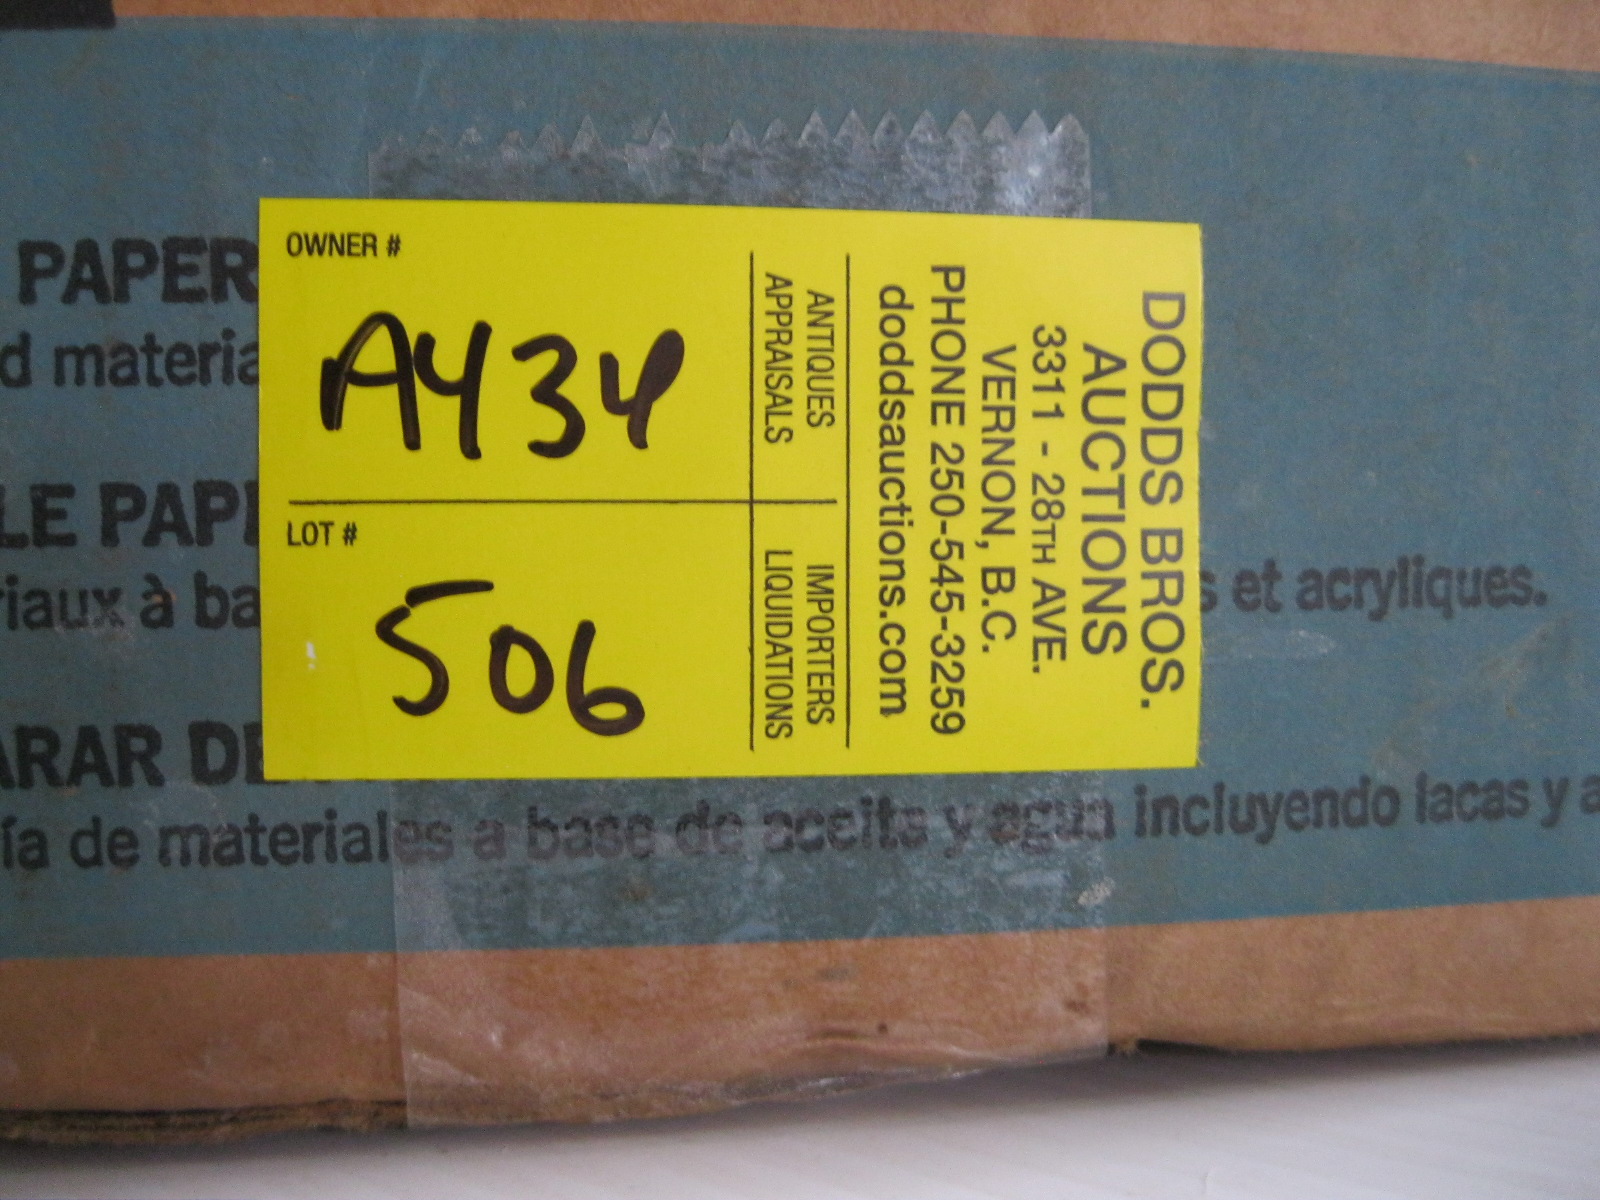 DODDS BROS.
AUCTIONS
3311 - 28TH AVE.
VERNON, B.C.
PHONE 250-545-3259
doddsauctions.com
ANTIQUES IMPORTERS
APPRAISALS LIQUIDATIONS
OWNER #
A434
LOT #
506
PAPER
d materia
LE PAPI
riaux à ba s et acryliques.
ARAR DE
ía de materiales a base de aceite y agua incluyendo lacas y a